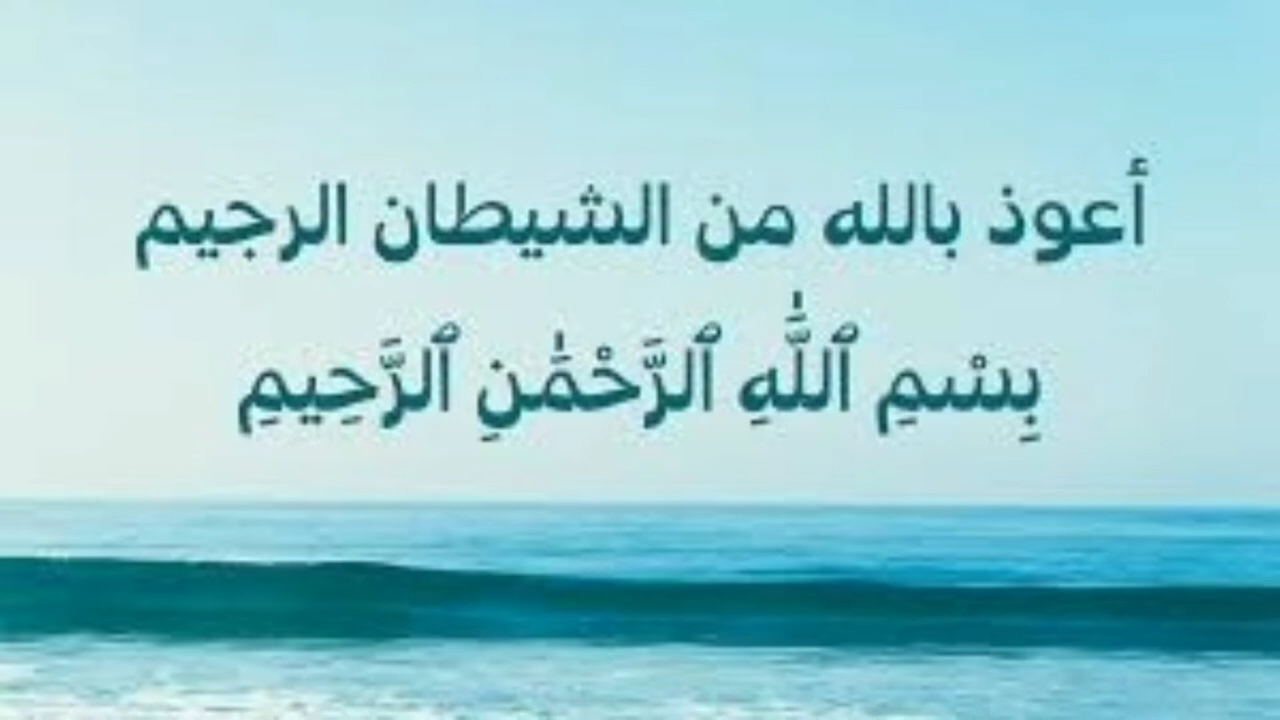 أعوذ بالله من الشيطان الرجيم
بِسْمِ ٱللَّٰهِ ٱلرَّحْمَٰنِ ٱلرَّحِيمِ